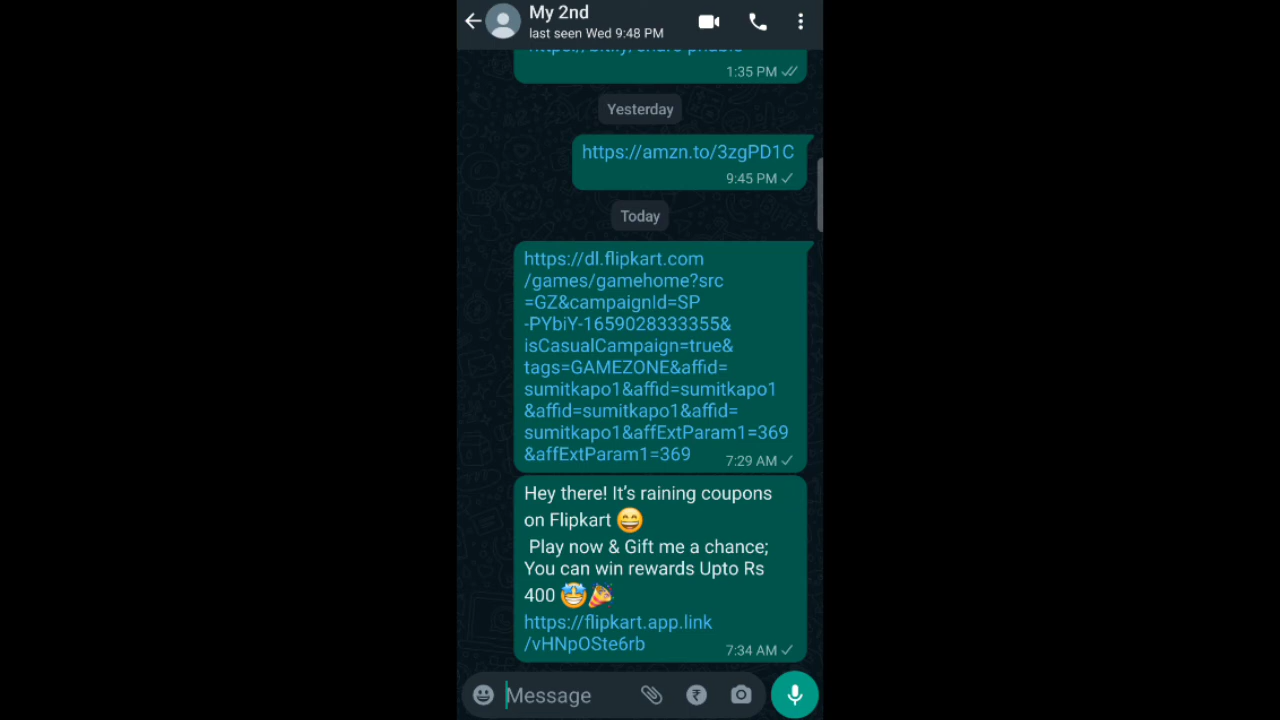 My 2nd
last seen Wed 9:48 PM
1:35 PM
Yesterday
https://amzn.to/3zgPD1C
9:45 PM
Today
https://dl.flipkart.com
/games/gamehome?src
=GZ&campaignId=SP
-PYbiY-1659028333355&
isCasualCampaign=true&
tags=GAMEZONE&affid=
sumitkapo1&affid=sumitkapo1
&affid=sumitkapo1&affid=
sumitkapo1&affExtParam1=369
&affExtParam1=369
7:29 AM
Hey there! It's raining coupons
on Flipkart 😄
Play now & Gift me a chance;
You can win rewards Upto Rs
400 🤩🎉
https://flipkart.app.link
/vHNpOSte6rb
7:34 AM
Message